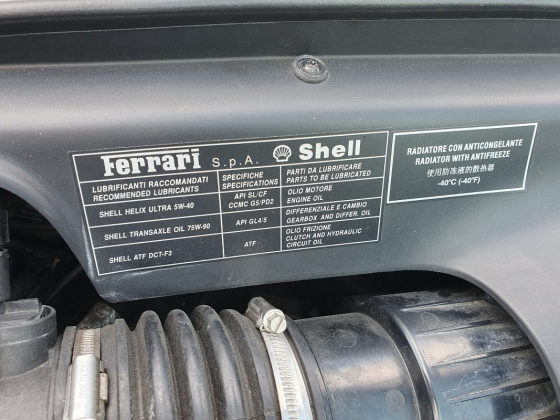 Ferrari S.p.A. Shell
LUBRIFICANTI RACCOMANDATI
RECOMMENDED LUBRICANTS
SPECIFICHE
SPECIFICATIONS
PARTI DA LUBRIFICARE
PARTS TO BE LUBRICATED
SHELL HELIX ULTRA 5W-40
API SL/CF
CCMC G5/PD2
OLIO MOTORE
ENGINE OIL
SHELL TRANSAXLE OIL 75W-90
API GL4/5
DIFFERENZIALE E CAMBIO
GEARBOX AND DIFFER. OIL
SHELL ATF DCT-F3
ATF
OLIO FRIZIONE
CLUTCH AND HYDRAULIC
CIRCUIT OIL
RADIATORE CON ANTICONGELANTE
RADIATOR WITH ANTIFREEZE
使用防冻液的散热器
-40°C (-40°F)